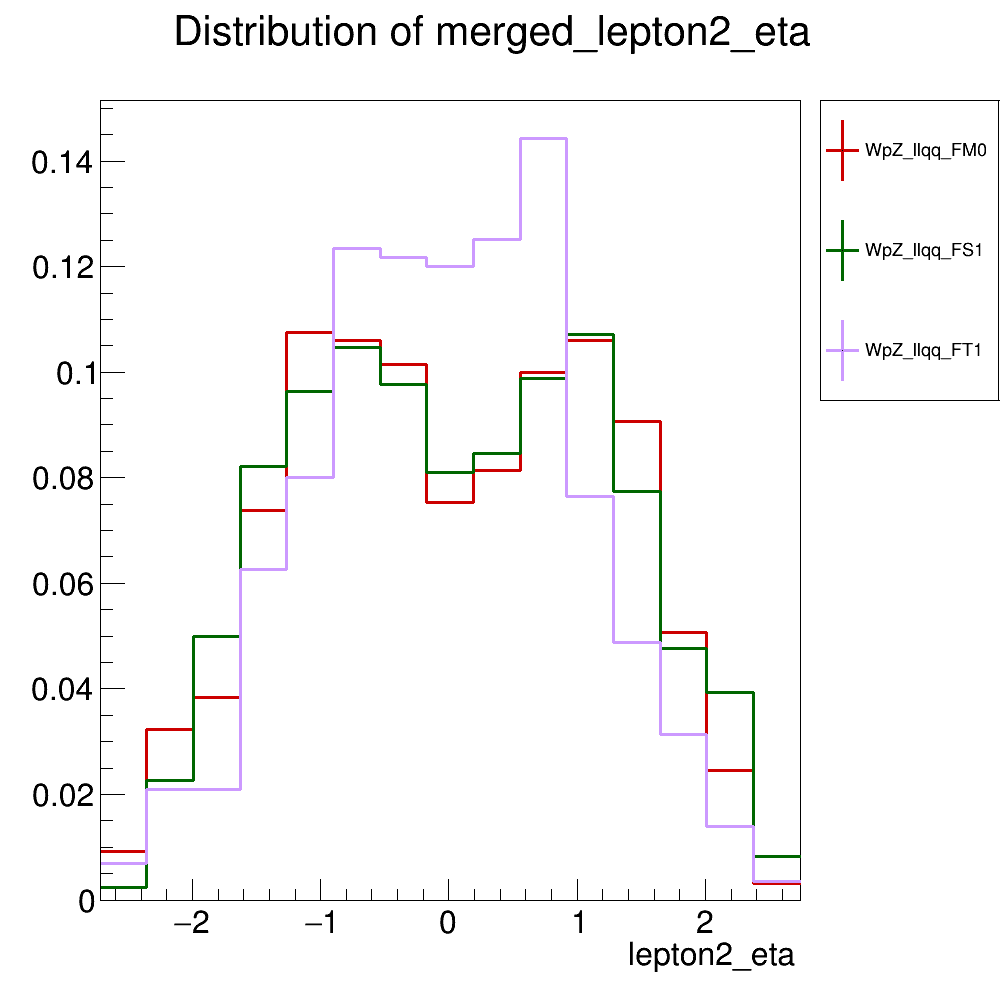 Distribution of merged_lepton2_eta
WpZ_llqq_FM0
WpZ_llqq_FS1
WpZ_llqq_FT1
0.14
0.12
0.1
0.08
0.06
0.04
0.02
0
−2 −1 0 1 2
lepton2_eta